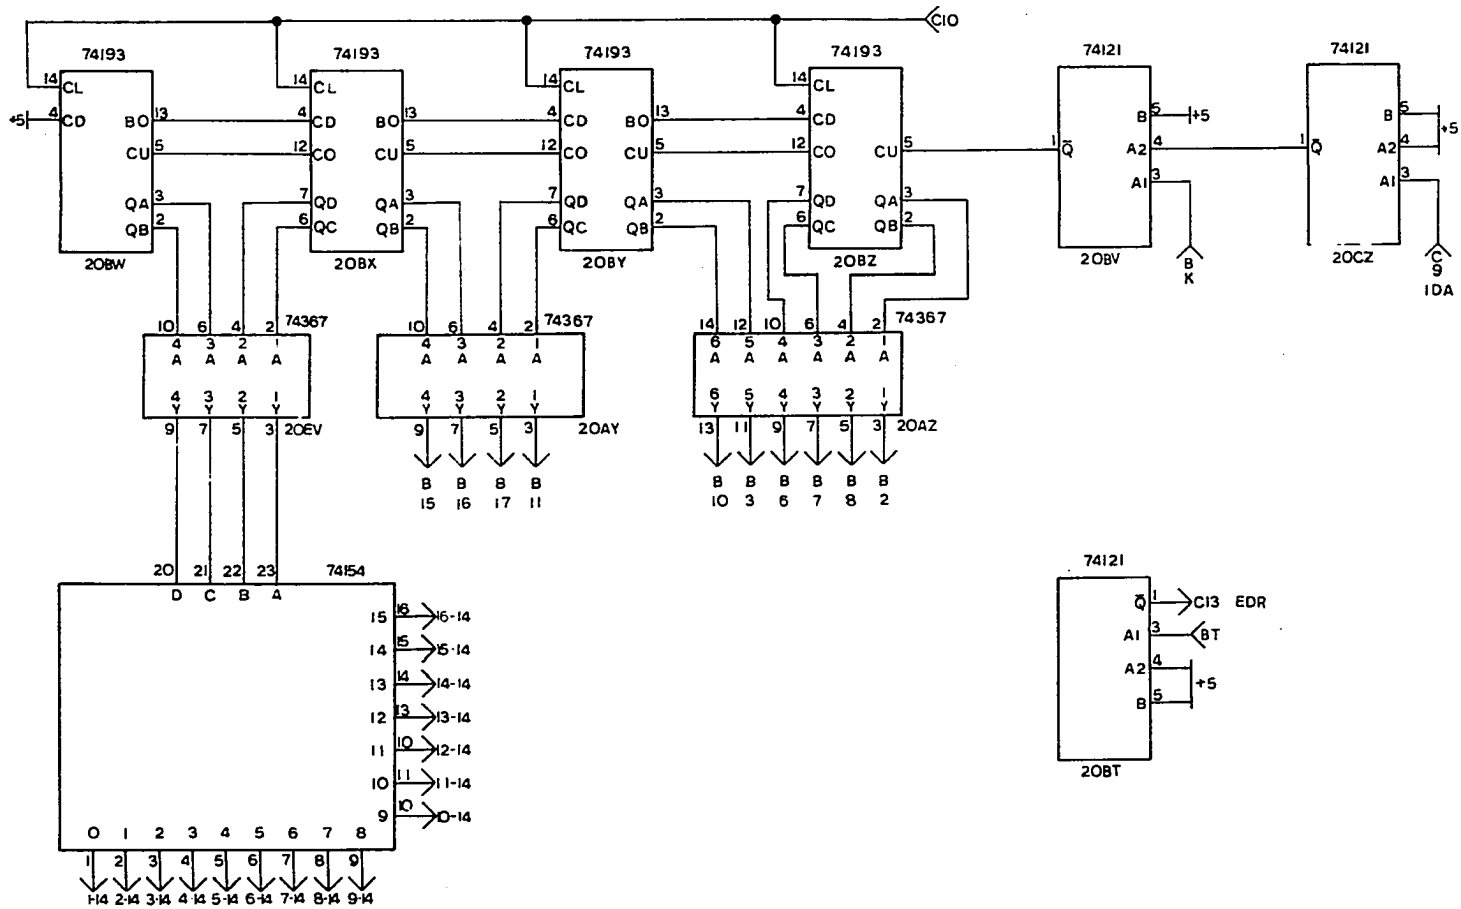 C10
74193
74193
74193
74193
74121
74121
14 CL
14 CL
14 CL
14 CL
+5 4 CD BO 13
4 CD BO 13
4 CD BO 13
4 CD
CU 5
12 CO CU 5
12 CO CU 5
12 CO CU 5
QA 3
7 QD QA 3
7 QD QA 3
7 QD QA 3
QB 2
6 QC QB 2
6 QC QB 2
6 QC QB 2
1 Q̅ B 5 +5
A2 4
A1 3
B
K
1 Q̅ B 5 +5
A2 4
A1 3
C
9
1DA
20BW
20BX
20BY
20BZ
20BV
20CZ
74367
74367
74367
10 6 4 2
4 3 2 1
A A A A
4 3 2 1
Y Y Y Y
9 7 5 3
20EV
10 6 4 2
4 3 2 1
A A A A
4 3 2 1
Y Y Y Y
9 7 5 3
20AY
B B B B
15 16 17 11
14 12 10 6 4 2
6 5 4 3 2 1
A A A A A A
6 5 4 3 2 1
Y Y Y Y Y Y
13 11 9 7 5 3
20AZ
B B B B B B
10 3 6 7 8 2
20 21 22 23 74154
D C B A
15 16 16-14
14 15 15-14
13 14 14-14
12 13 13-14
11 10 12-14
10 11 11-14
9 10 10-14
0 1 2 3 4 5 6 7 8
1 2 3 4 5 6 7 8 9
1-14 2-14 3-14 4-14 5-14 6-14 7-14 8-14 9-14
74121
Q̅ 1 C13 EDR
A1 3 BT
A2 4
+5
B 5
20BT